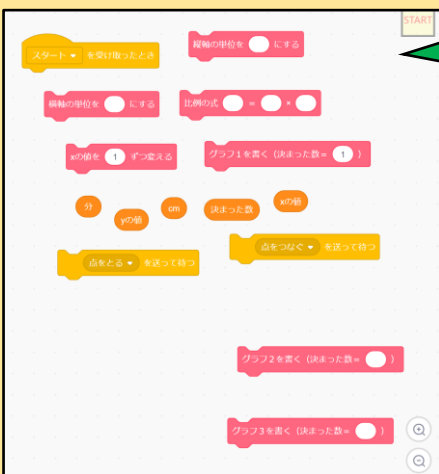 START
スタート を受け取ったとき
縦軸の単位を にする
横軸の単位を にする
比例の式 = ×
xの値を 1 ずつ変える
グラフ1を書く（決まった数= 1 ）
分
yの値
cm
決まった数
xの値
点をとる を送って待つ
点をつなぐ を送って待つ
グラフ2を書く（決まった数= ）
グラフ3を書く（決まった数= ）